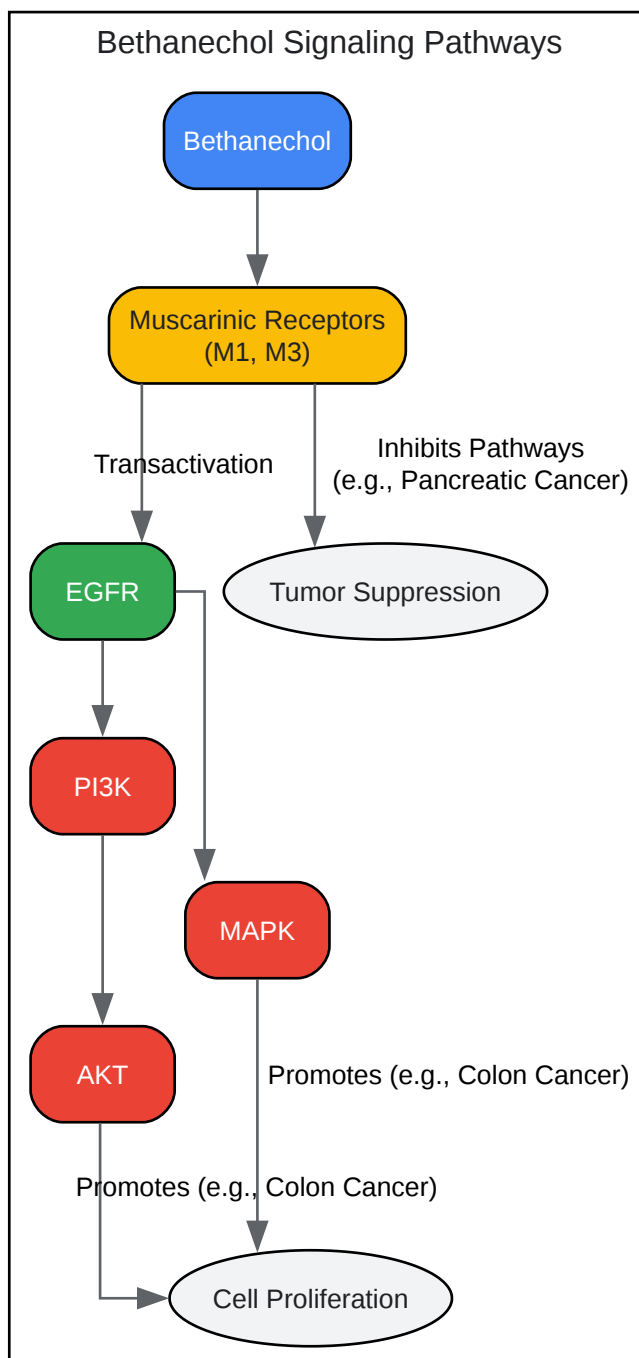 Bethanechol Signaling Pathways
Bethanechol
Muscarinic Receptors
(M1, M3)
Transactivation
Inhibits Pathways
(e.g., Pancreatic Cancer)
EGFR
Tumor Suppression
PI3K
MAPK
AKT
Promotes (e.g., Colon Cancer)
Promotes (e.g., Colon Cancer)
Cell Proliferation